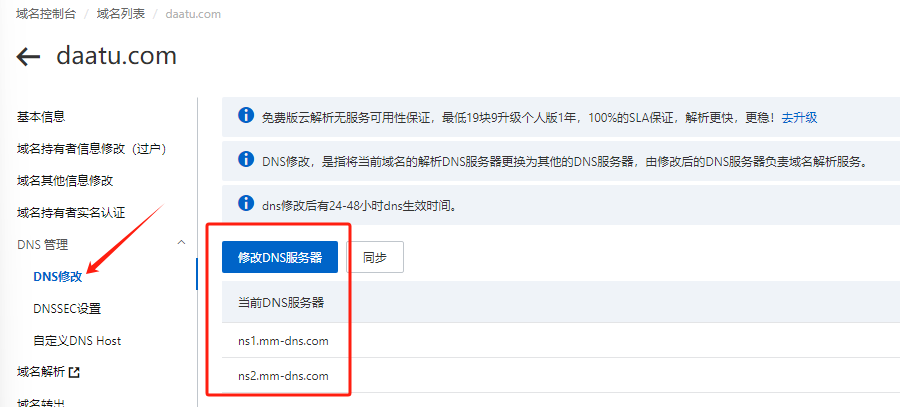 域名控制台 / 域名列表 / daatu.com
← daatu.com
基本信息
域名持有者信息修改（过户）
域名其他信息修改
域名持有者实名认证
DNS 管理
DNS修改
DNSSEC设置
自定义DNS Host
域名解析
域名转出
免费版云解析无服务可用性保证，最低19块9升级个人版1年，100%的SLA保证，解析更快，更稳！去升级
DNS修改，是指将当前域名的解析DNS服务器更换为其他的DNS服务器，由修改后的DNS服务器负责域名解析服务。
dns修改后有24-48小时dns生效时间。
修改DNS服务器 同步
当前DNS服务器
ns1.mm-dns.com
ns2.mm-dns.com